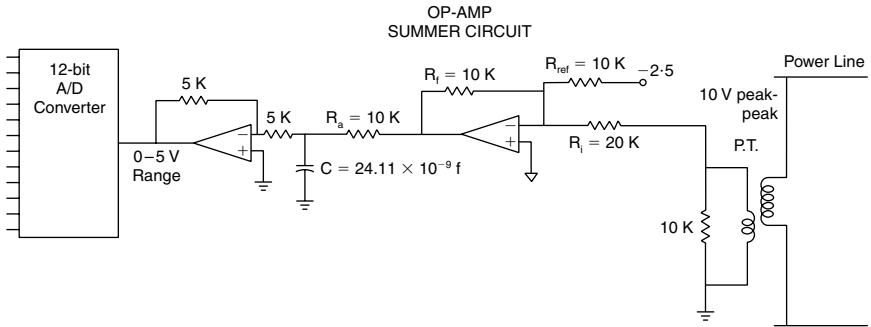 OP-AMP
SUMMER CIRCUIT
12-bit
A/D
Converter
5 K
0–5 V
Range
5 K
−
+
R_a = 10 K
C = 24.11 × 10⁻⁹ f
R_f = 10 K
−
+
R_ref = 10 K
−2·5
R_i = 20 K
10 V peak-
peak
P.T.
10 K
Power Line